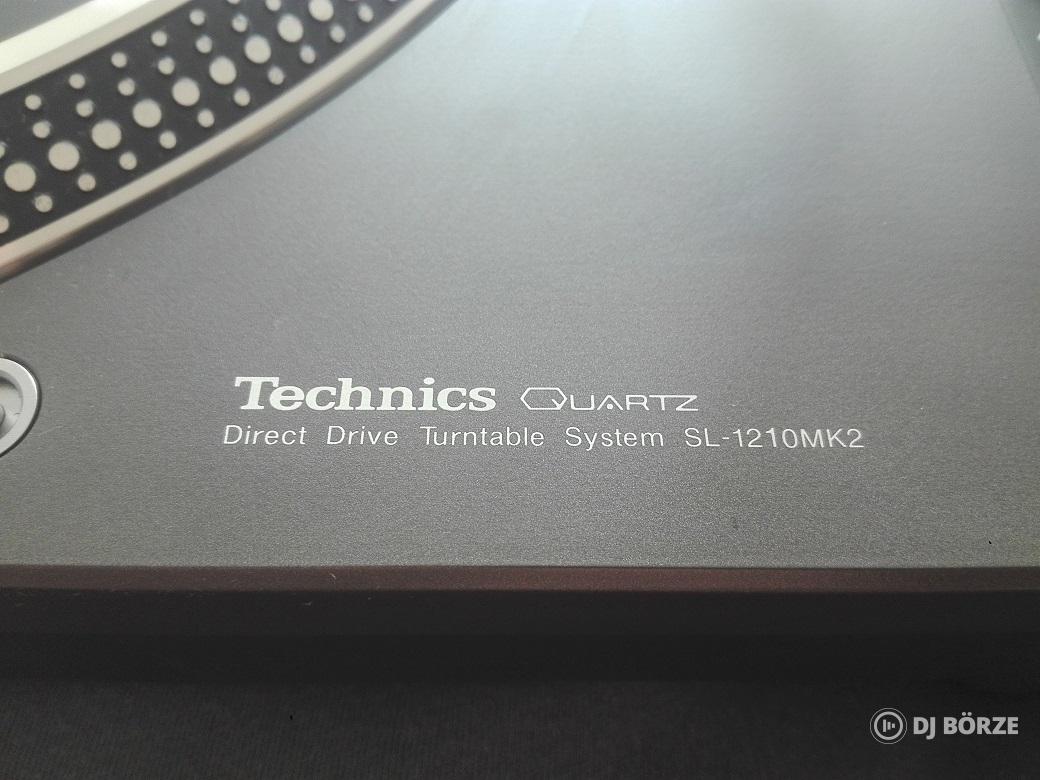 Technics QUARTZ
Direct Drive Turntable System SL-1210MK2
DJ BÖRZE